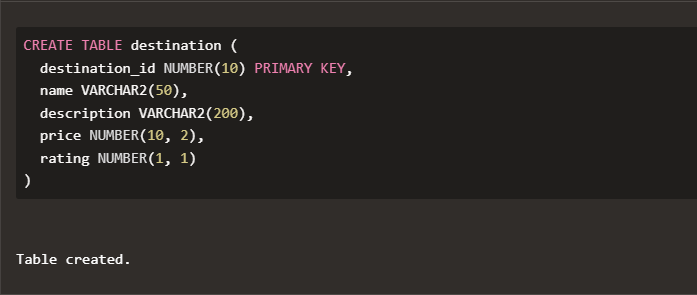 CREATE TABLE destination (
  destination_id NUMBER(10) PRIMARY KEY,
  name VARCHAR2(50),
  description VARCHAR2(200),
  price NUMBER(10, 2),
  rating NUMBER(1, 1)
)
Table created.